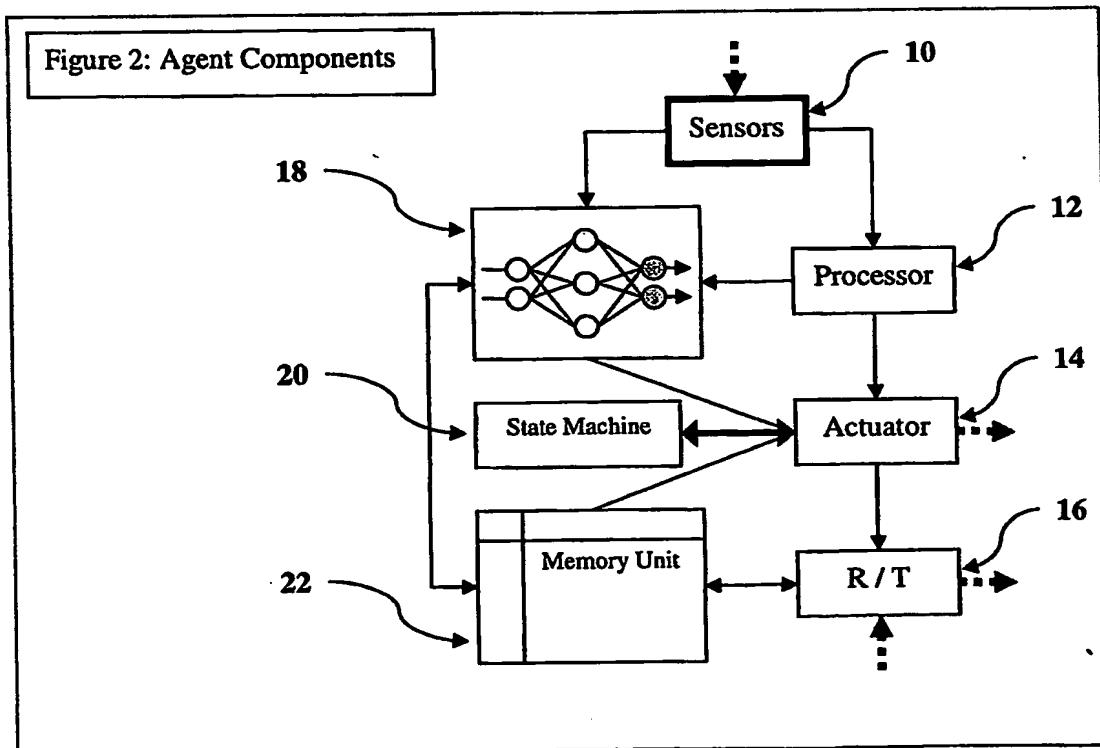 Figure 2: Agent Components
10
Sensors
18
12
Processor
20
14
State Machine
Actuator
16
Memory Unit
R / T
22